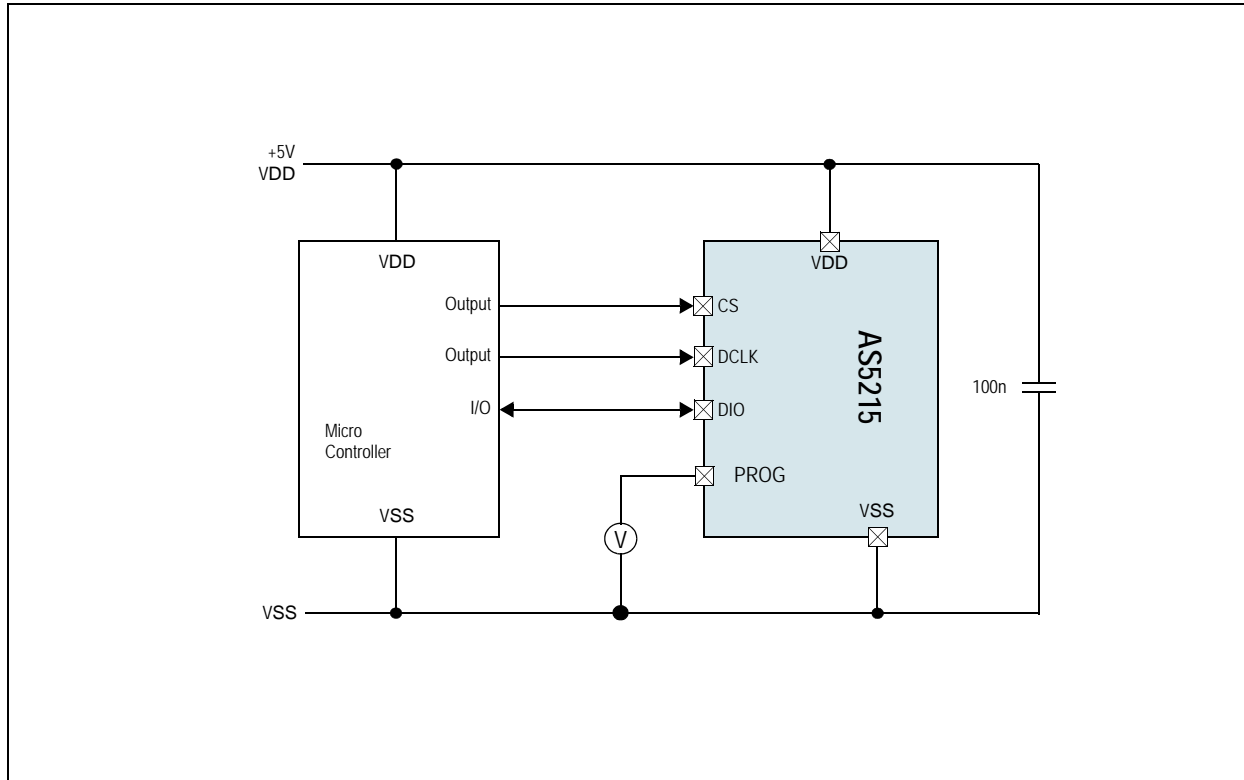 +5V
VDD
VDD
VDD
Output
CS
Output
DCLK
AS5215
100n
I/O
DIO
Micro
Controller
PROG
VSS
VSS
V
VSS